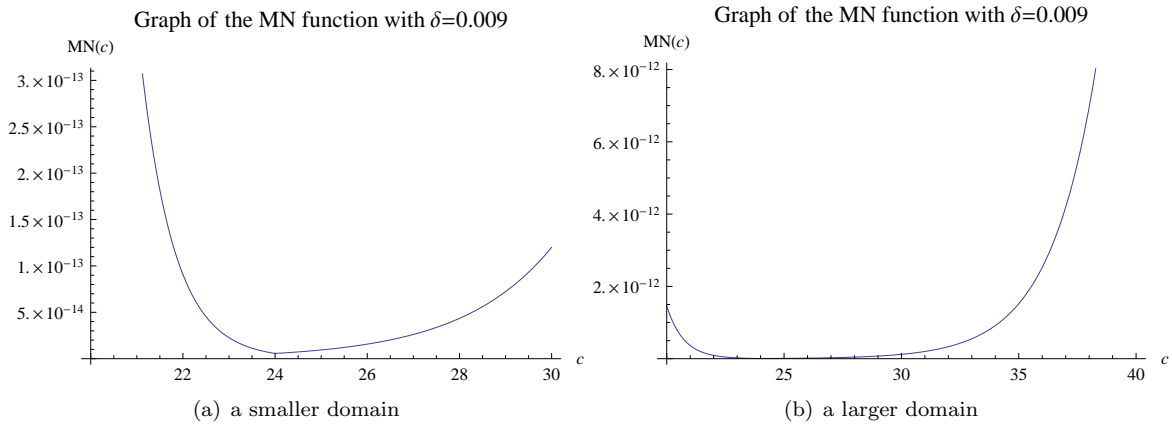 Graph of the MN function with δ=0.009
MN(c)
3.×10⁻¹³
2.5×10⁻¹³
2.×10⁻¹³
1.5×10⁻¹³
1.×10⁻¹³
5.×10⁻¹⁴
22 24 26 28 30 c
(a) a smaller domain
Graph of the MN function with δ=0.009
MN(c)
8.×10⁻¹²
6.×10⁻¹²
4.×10⁻¹²
2.×10⁻¹²
25 30 35 40 c
(b) a larger domain